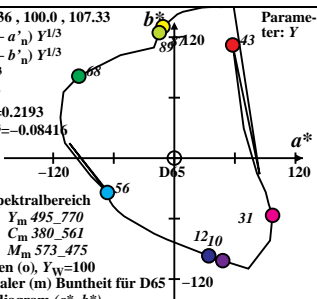 36 , 100.0 , 107.33
b*
Parame-
ter: Y
a'n) Y1/3
b'n) Y1/3
120
43
89
68
=0.2193
=−0.08416
a*
−120
D65
120
56
31
pektralbereich
Ym 495_770
Cm 380_561
Mm 573_475
1210
en (o), YW=100
aler (m) Buntheit für D65
−120